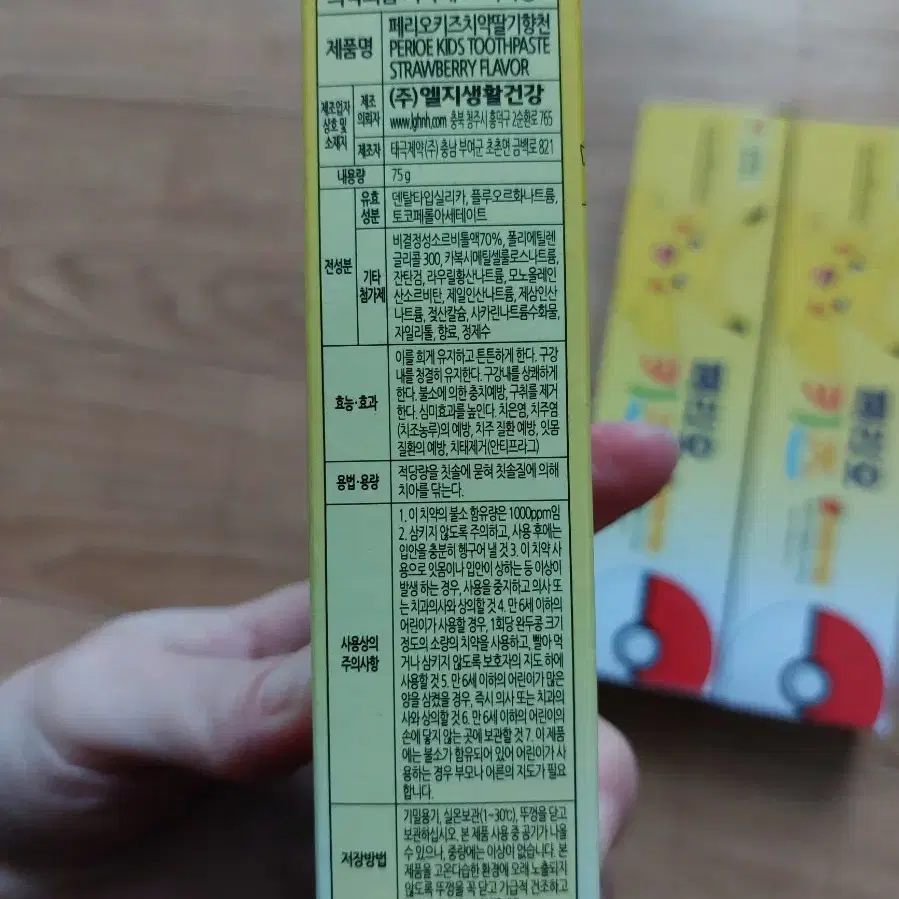 제품명
페리오키즈치약딸기향천
PERIOE KIDS TOOTHPASTE
STRAWBERRY FLAVOR
제조업자
상호 및
소재지
제조
의뢰자
(주)엘지생활건강
www.lghnh.com 충북 청주시 흥덕구 2순환로 765
제조자
태극제약(주) 충남 부여군 초촌면 금백로 821
내용량
75 g
전성분
유효
성분
덴탈타입실리카, 플루오르화나트륨,
토코페롤아세테이트
기타
첨가제
비결정성소르비톨액70%, 폴리에틸렌
글리콜 300, 카복시메틸셀룰로스나트륨,
잔탄검, 라우릴황산나트륨, 모노올레인
산소르비탄, 제일인산나트륨, 제삼인산
나트륨, 젖산칼슘, 사카린나트륨수화물,
자일리톨, 향료, 정제수
효능·효과
이를 희게 유지하고 튼튼하게 한다. 구강
내를 청결히 유지한다. 구강내를 상쾌하게
한다. 불소에 의한 충치예방, 구취를 제거
한다. 심미효과를 높인다. 치은염, 치주염
(치조농루)의 예방, 치주 질환 예방, 잇몸
질환의 예방, 치태제거(안티프라그)
용법·용량
적당량을 칫솔에 묻혀 칫솔질에 의해
치아를 닦는다.
사용상의
주의사항
1. 이 치약의 불소 함유량은 1000ppm임
2. 삼키지 않도록 주의하고, 사용 후에는
입안을 충분히 헹구어 낼 것 3. 이 치약 사
용으로 잇몸이나 입안이 상하는 등 이상이
발생 하는 경우, 사용을 중지하고 의사 또
는 치과의사와 상의할 것 4. 만 6세 이하의
어린이가 사용할 경우, 1회당 완두콩 크기
정도의 소량의 치약을 사용하고, 빨아 먹
거나 삼키지 않도록 보호자의 지도 하에
사용할 것 5. 만 6세 이하의 어린이가 많은
양을 삼켰을 경우, 즉시 의사 또는 치과의
사와 상의할 것 6. 만 6세 이하의 어린이의
손에 닿지 않는 곳에 보관할 것 7. 이 제품
에는 불소가 함유되어 있어 어린이가 사
용하는 경우 부모나 어른의 지도가 필요
합니다.
저장방법
기밀용기, 실온보관(1~30℃), 뚜껑을 닫고
보관하십시오. 본 제품 사용 중 공기가 나올
수 있으나, 중량에는 이상이 없습니다. 본
제품을 고온다습한 환경에 오래 노출되지
않도록 뚜껑을 꼭 닫고 가급적 건조하고
페리오
키즈
페리오
키즈